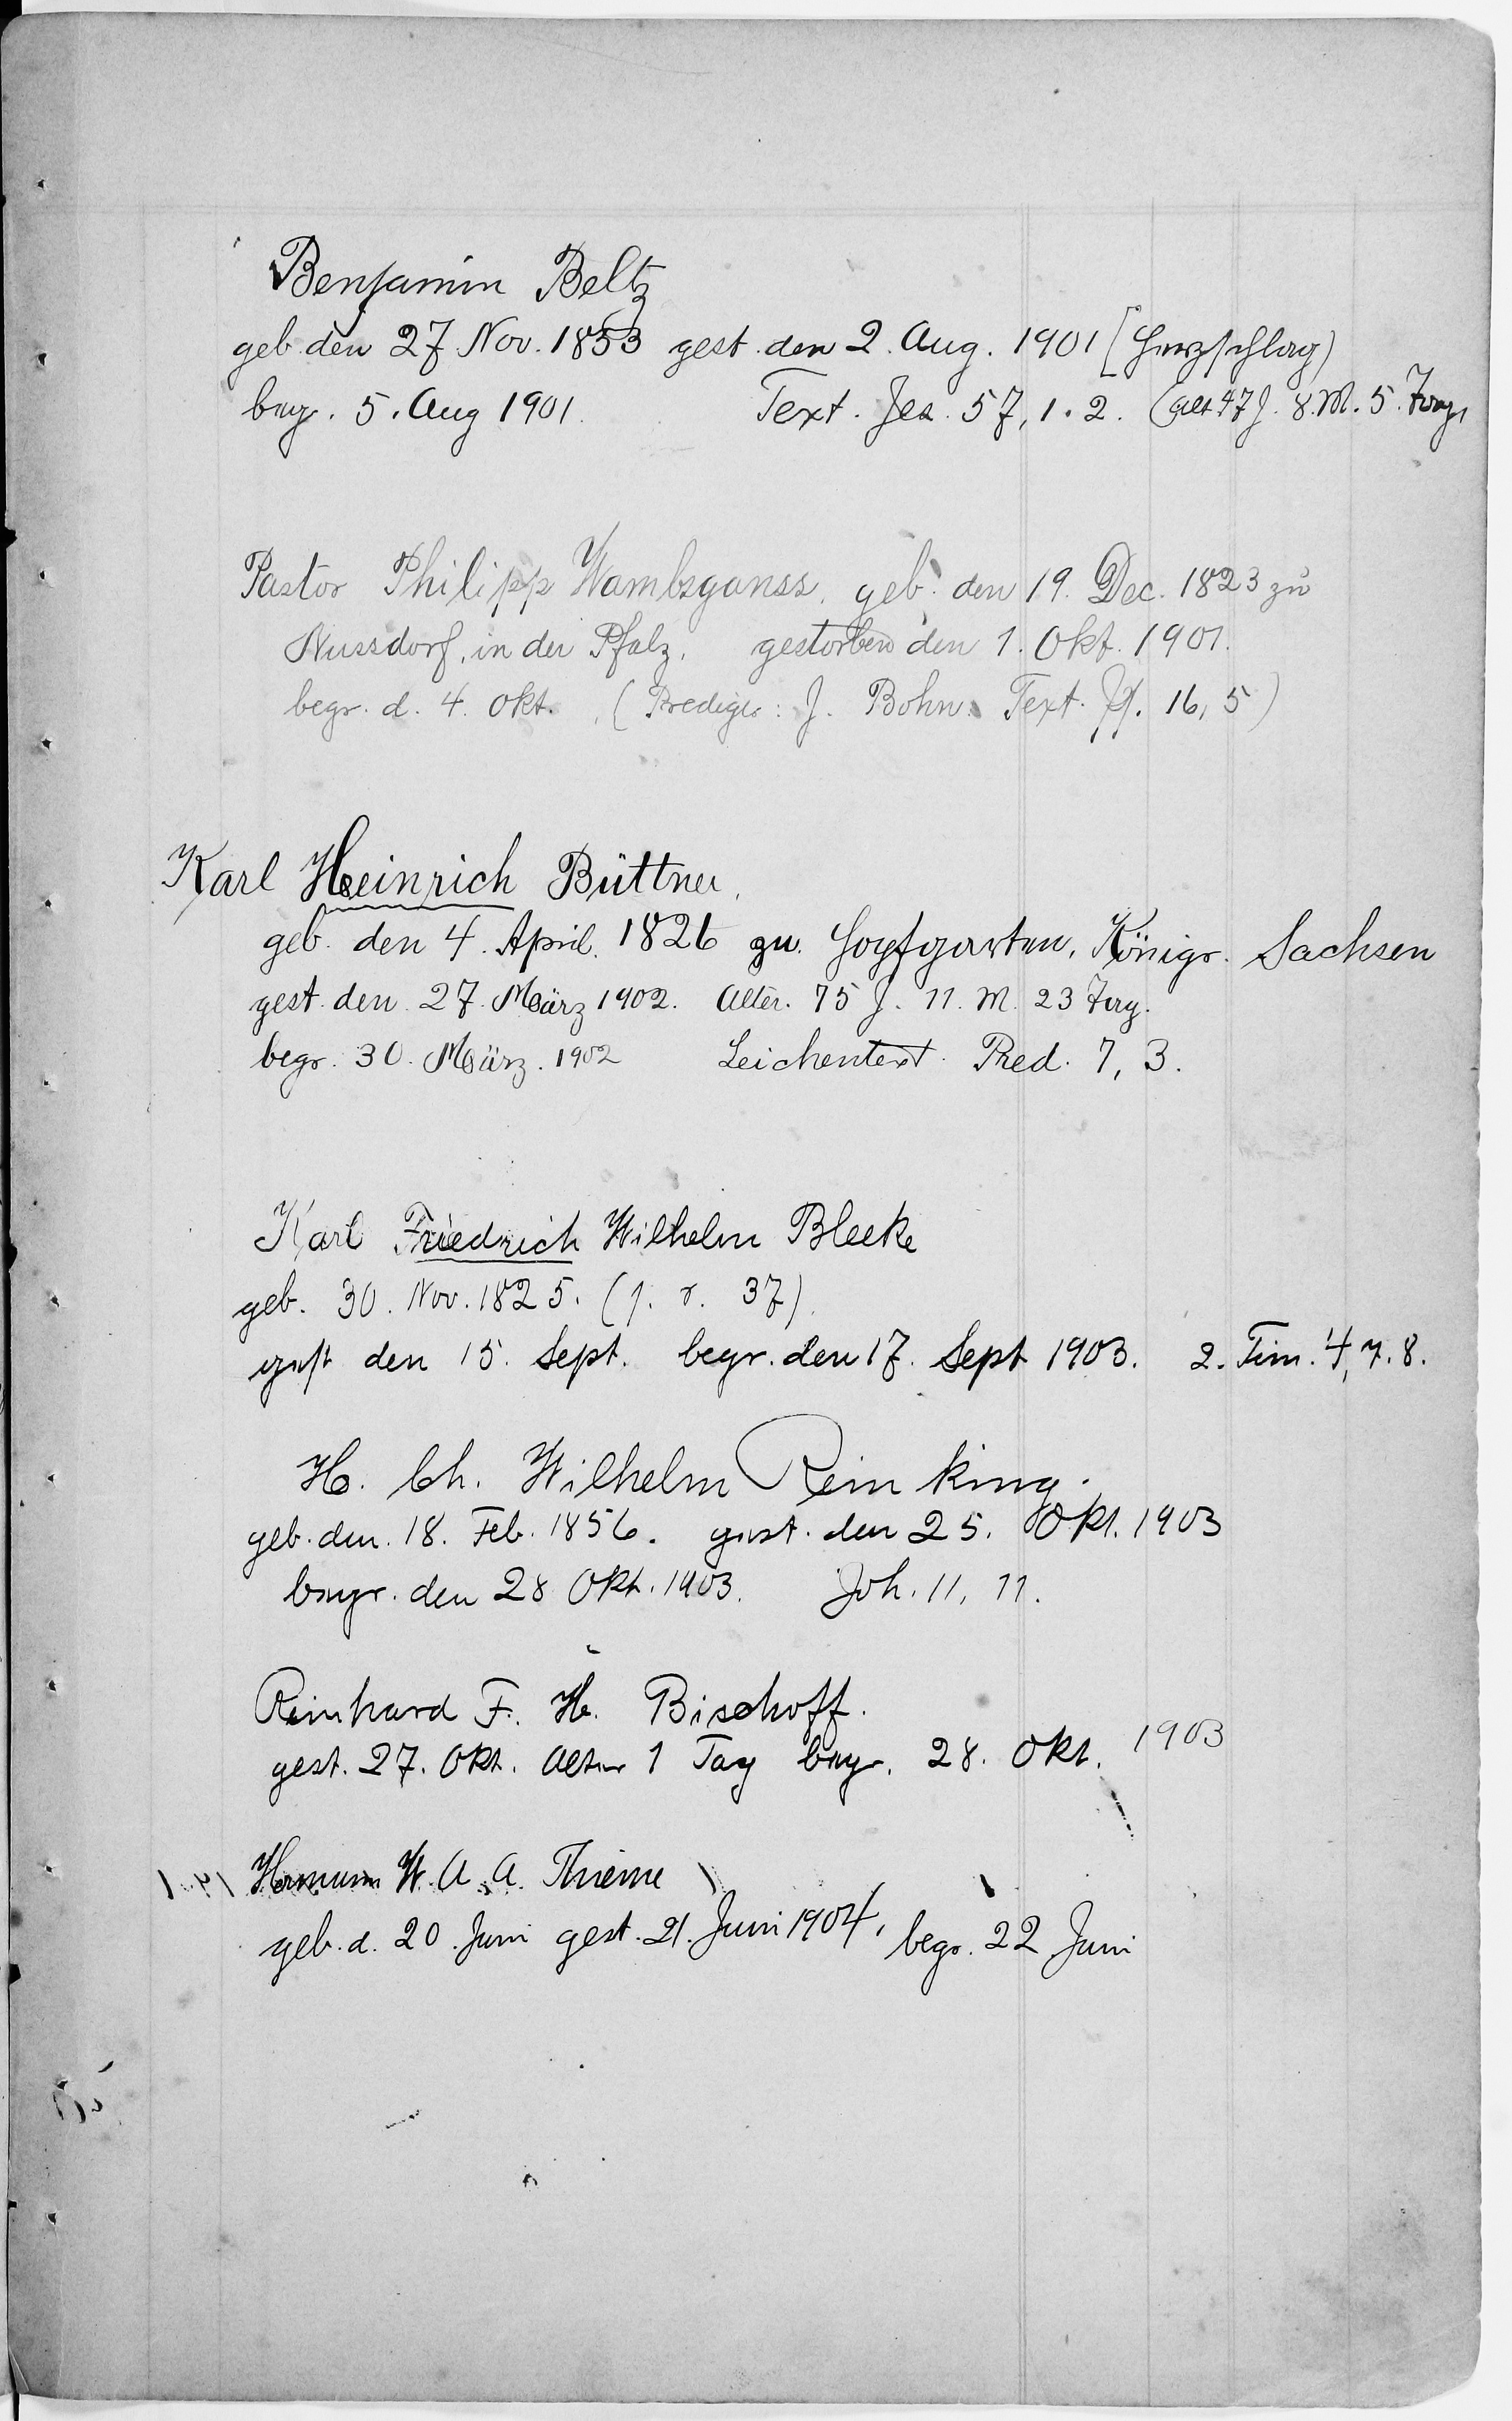 Benjamin Beltz
geb. den 27 Nov. 1853 gest. den 2. Aug. 1901 [Herzschlag)
begr. 5. Aug 1901. Text. Jes. 57, 1. 2. (Alt 47 J. 8. M. 5. Tage
Pastor Philipp Wambsganss, geb. den 19. Dec. 1823 zu
Nussdorf, in der Pfalz. gestorben den 1. Okt. 1901.
begr. d. 4. Okt. (Prediger: J. Bohn. Text. Ps. 16, 5)
Karl Heinrich Büttner,
geb. den 4. April. 1826 zu Hopfgarten, Königr. Sachsen
gest. den 27. März 1902. Alter. 75 J. 11. M. 23 Tag.
begr. 30. März. 1902 Leichentext. Pred. 7, 3.
Karl Friedrich Wilhelm Bleeke
geb. 30. Nov. 1825. 37)
gest den 15. Sept. begr. den 17. Sept 1903. 2. Tim. 4, 7. 8.
H. Ch. Wilhelm Reinking.
geb. den. 18. Feb. 1856. gest. den 25. Okt. 1903
begr. den 28 Okt. 1903. Joh. 11, 11.
Reinhard F. H. Bischoff.
gest. 27. Okt. Alter 1 Tag begr. 28. Okt. 1903
Hermann W. A. A. Thieme
geb. d. 20. Juni gest. 21. Juni 1904, begr. 22 Juni